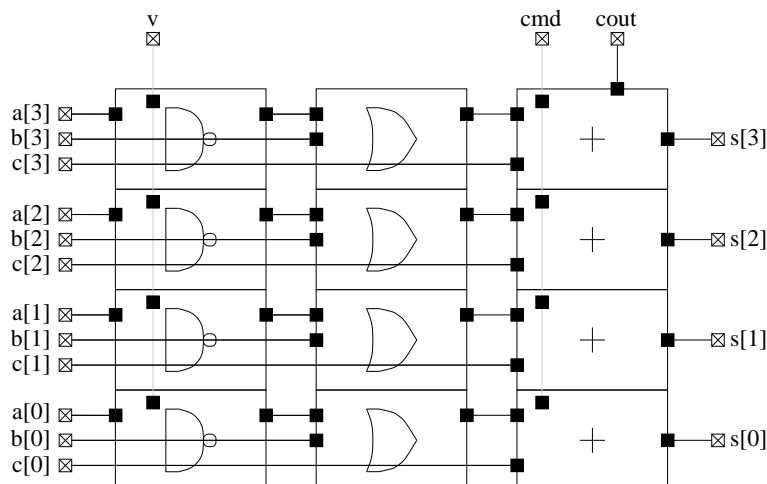 v cmd cout
a[3]
b[3] s[3]
c[3]
a[2]
b[2] s[2]
c[2]
a[1]
b[1] s[1]
c[1]
a[0]
b[0] s[0]
c[0]